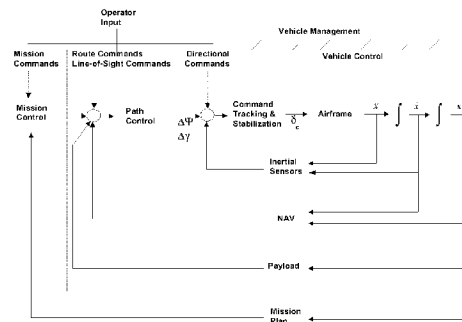 Operator
Input
Vehicle Management
Mission
Commands
Route Commands
Line-of-Sight Commands
Directional
Commands
Vehicle Control
Mission
Control
Path
Control
ΔΨ
Δγ
Command
Tracking &
Stabilization
δc
Airframe
ẋ
∫
∫
Inertial
Sensors
NAV
Payload
Mission
Plan